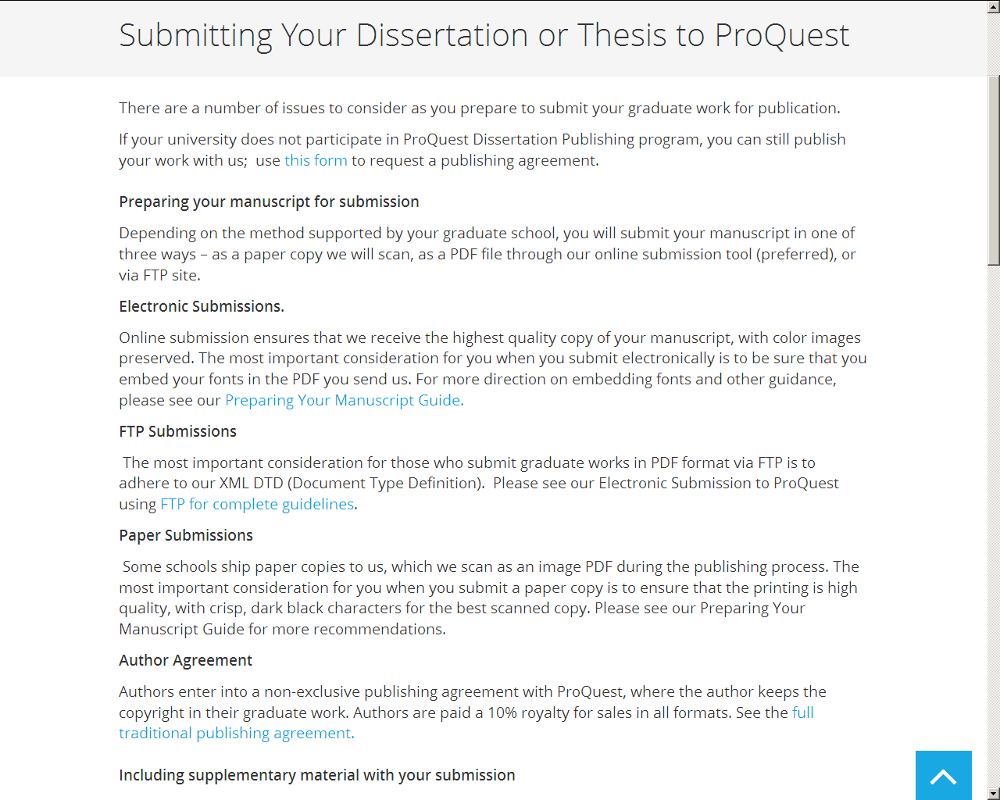 Submitting Your Dissertation or Thesis to ProQuest
There are a number of issues to consider as you prepare to submit your graduate work for publication.
If your university does not participate in ProQuest Dissertation Publishing program, you can still publish
your work with us;  use this form to request a publishing agreement.
Preparing your manuscript for submission
Depending on the method supported by your graduate school, you will submit your manuscript in one of
three ways – as a paper copy we will scan, as a PDF file through our online submission tool (preferred), or
via FTP site.
Electronic Submissions.
Online submission ensures that we receive the highest quality copy of your manuscript, with color images
preserved. The most important consideration for you when you submit electronically is to be sure that you
embed your fonts in the PDF you send us. For more direction on embedding fonts and other guidance,
please see our Preparing Your Manuscript Guide.
FTP Submissions
The most important consideration for those who submit graduate works in PDF format via FTP is to
adhere to our XML DTD (Document Type Definition).  Please see our Electronic Submission to ProQuest
using FTP for complete guidelines.
Paper Submissions
Some schools ship paper copies to us, which we scan as an image PDF during the publishing process. The
most important consideration for you when you submit a paper copy is to ensure that the printing is high
quality, with crisp, dark black characters for the best scanned copy. Please see our Preparing Your
Manuscript Guide for more recommendations.
Author Agreement
Authors enter into a non-exclusive publishing agreement with ProQuest, where the author keeps the
copyright in their graduate work. Authors are paid a 10% royalty for sales in all formats. See the full
traditional publishing agreement.
Including supplementary material with your submission